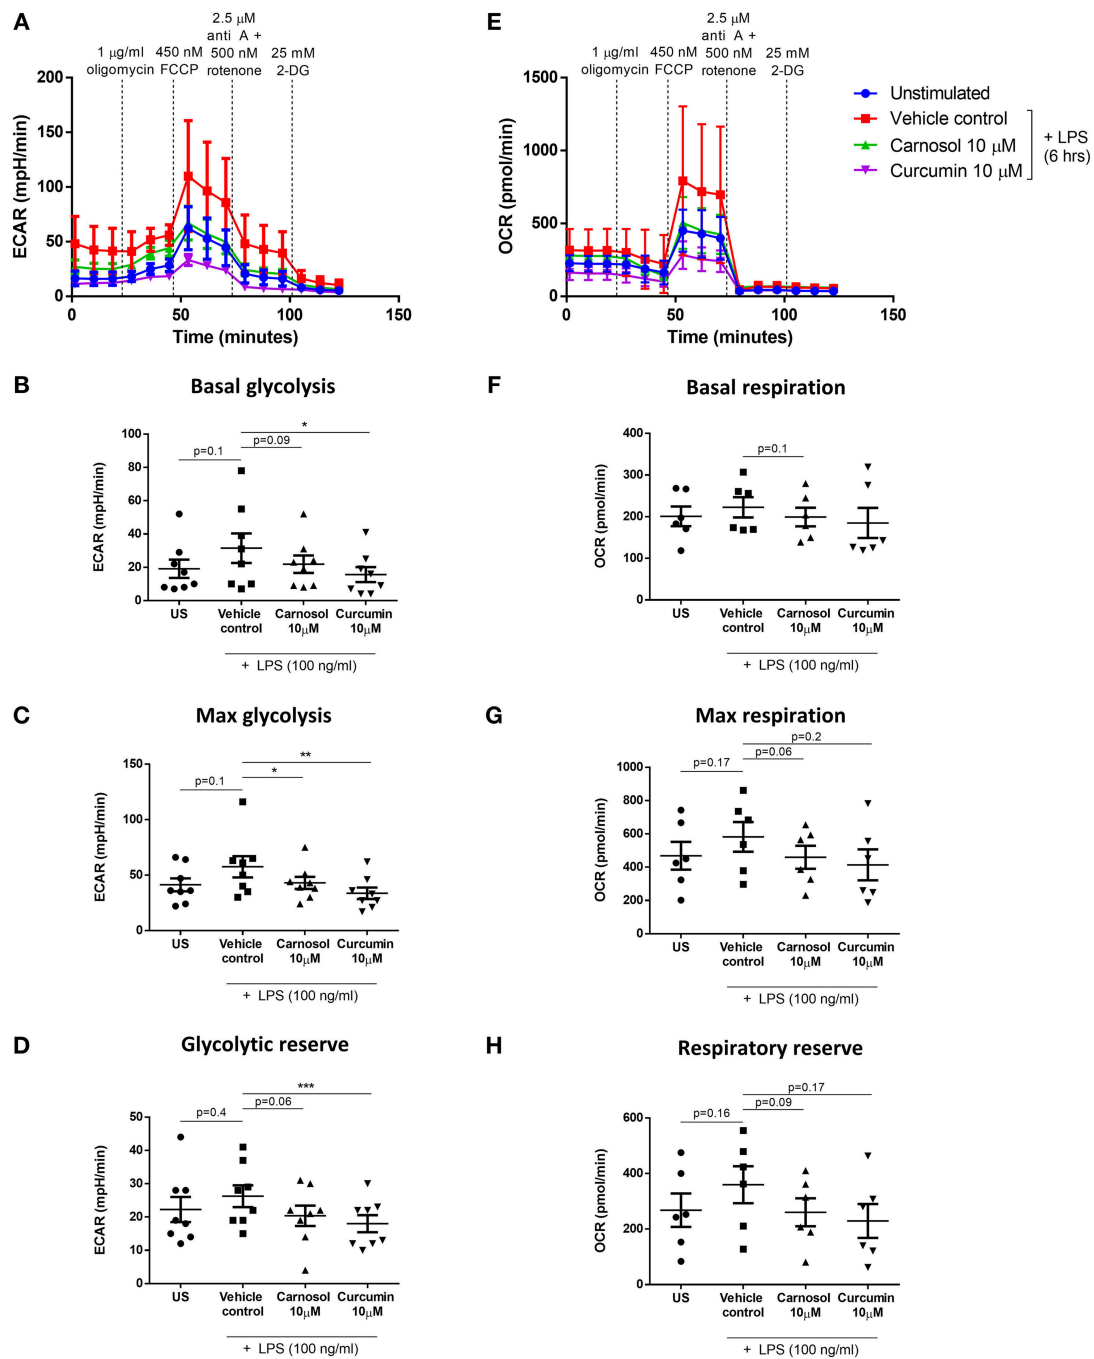 A
1 μg/ml
oligomycin
450 nM
FCCP
2.5 μM
anti A +
500 nM
rotenone
25 mM
2-DG
ECAR (mpH/min)
200
150
100
50
0
0 50 100 150
Time (minutes)
E
1 μg/ml
oligomycin
450 nM
FCCP
2.5 μM
anti A +
500 nM
rotenone
25 mM
2-DG
OCR (pmol/min)
1500
1000
500
0
0 50 100 150
Time (minutes)
Unstimulated
Vehicle control
Carnosol 10 μM
Curcumin 10 μM
+ LPS
(6 hrs)
B
Basal glycolysis
*
p=0.09
p=0.1
ECAR (mpH/min)
100
80
60
40
20
0
US Vehicle control Carnosol 10μM Curcumin 10μM
+ LPS (100 ng/ml)
F
Basal respiration
p=0.1
OCR (pmol/min)
400
300
200
100
0
US Vehicle control Carnosol 10μM Curcumin 10μM
+ LPS (100 ng/ml)
C
Max glycolysis
**
*
p=0.1
ECAR (mpH/min)
150
100
50
0
US Vehicle control Carnosol 10μM Curcumin 10μM
+ LPS (100 ng/ml)
G
Max respiration
p=0.2
p=0.06
p=0.17
OCR (pmol/min)
1000
800
600
400
200
0
US Vehicle control Carnosol 10μM Curcumin 10μM
+ LPS (100 ng/ml)
D
Glycolytic reserve
***
p=0.06
p=0.4
ECAR (mpH/min)
50
40
30
20
10
0
US Vehicle control Carnosol 10μM Curcumin 10μM
+ LPS (100 ng/ml)
H
Respiratory reserve
p=0.17
p=0.09
p=0.16
OCR (pmol/min)
600
400
200
0
US Vehicle control Carnosol 10μM Curcumin 10μM
+ LPS (100 ng/ml)